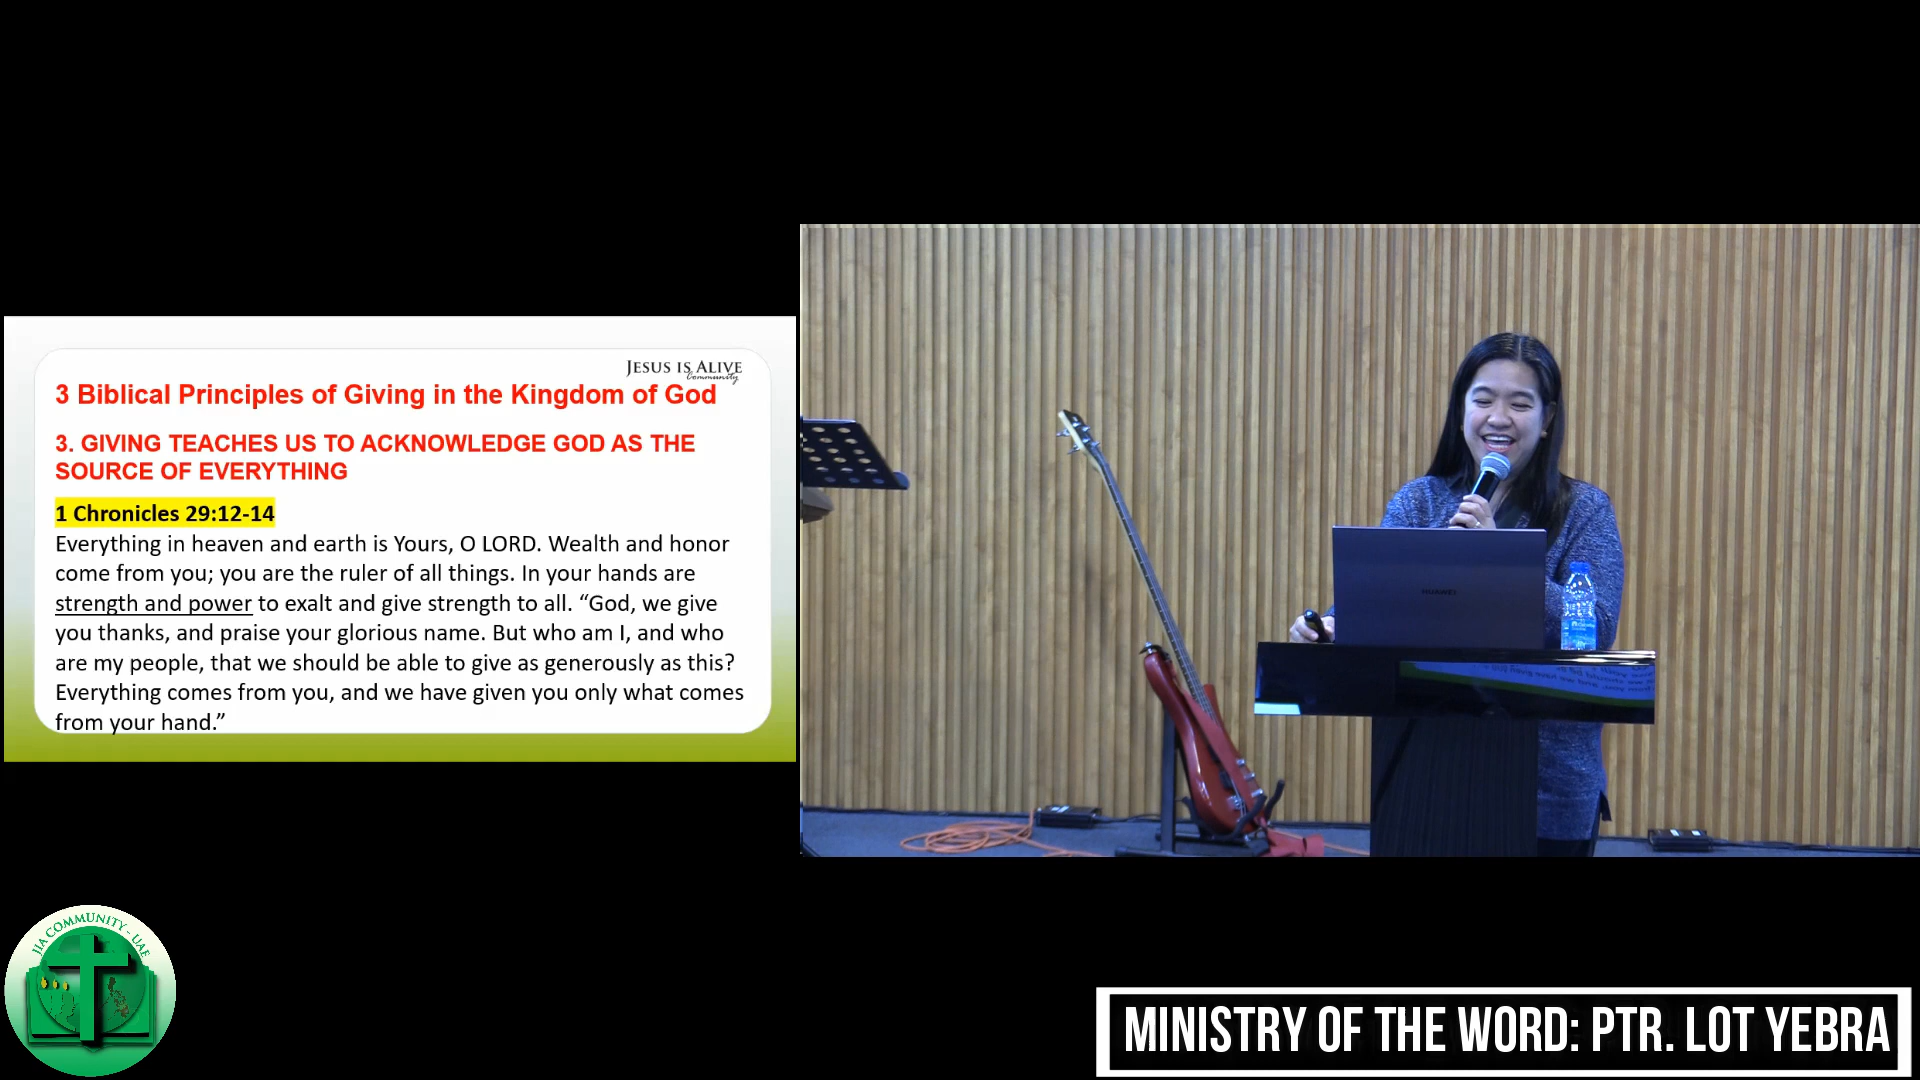 JESUS IS ALIVE
Community
3 Biblical Principles of Giving in the Kingdom of God
3. GIVING TEACHES US TO ACKNOWLEDGE GOD AS THE
SOURCE OF EVERYTHING
1 Chronicles 29:12-14
Everything in heaven and earth is Yours, O LORD. Wealth and honor
come from you; you are the ruler of all things. In your hands are
strength and power to exalt and give strength to all. “God, we give
you thanks, and praise your glorious name. But who am I, and who
are my people, that we should be able to give as generously as this?
Everything comes from you, and we have given you only what comes
from your hand.”
HUAWEI
JIA COMMUNITY - UAE
MINISTRY OF THE WORD: PTR. LOT YEBRA